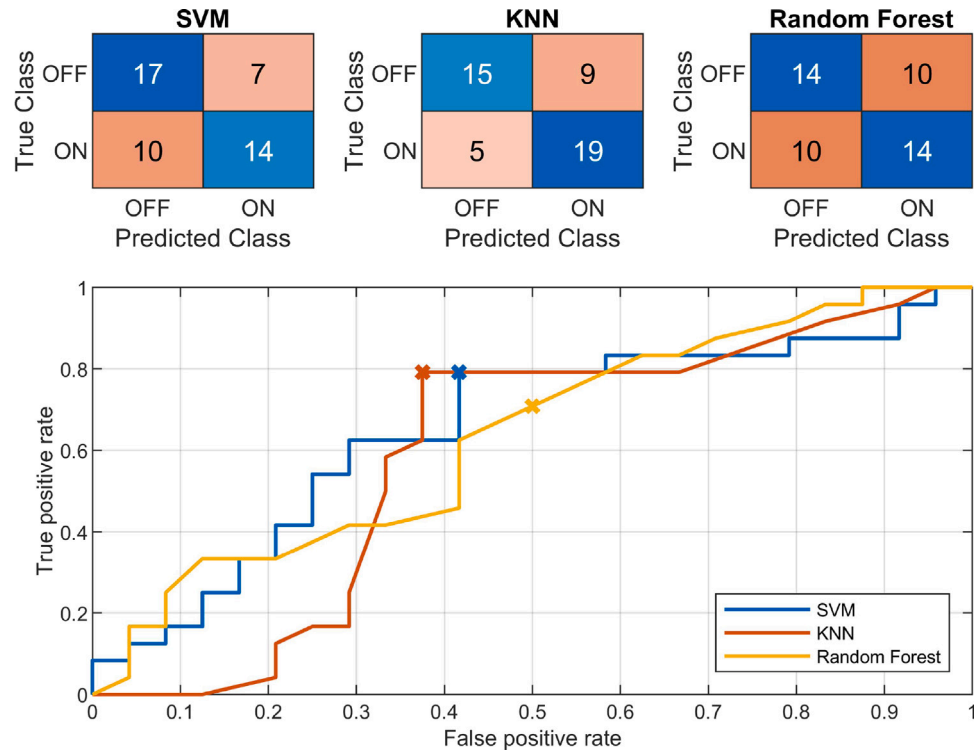 SVM
KNN
Random Forest
True Class
OFF
17
7
ON
10
14
OFF
ON
Predicted Class
True Class
OFF
15
9
ON
5
19
OFF
ON
Predicted Class
True Class
OFF
14
10
ON
10
14
OFF
ON
Predicted Class
True positive rate
1
0.8
0.6
0.4
0.2
0
0 0.1 0.2 0.3 0.4 0.5 0.6 0.7 0.8 0.9 1
False positive rate
SVM
KNN
Random Forest